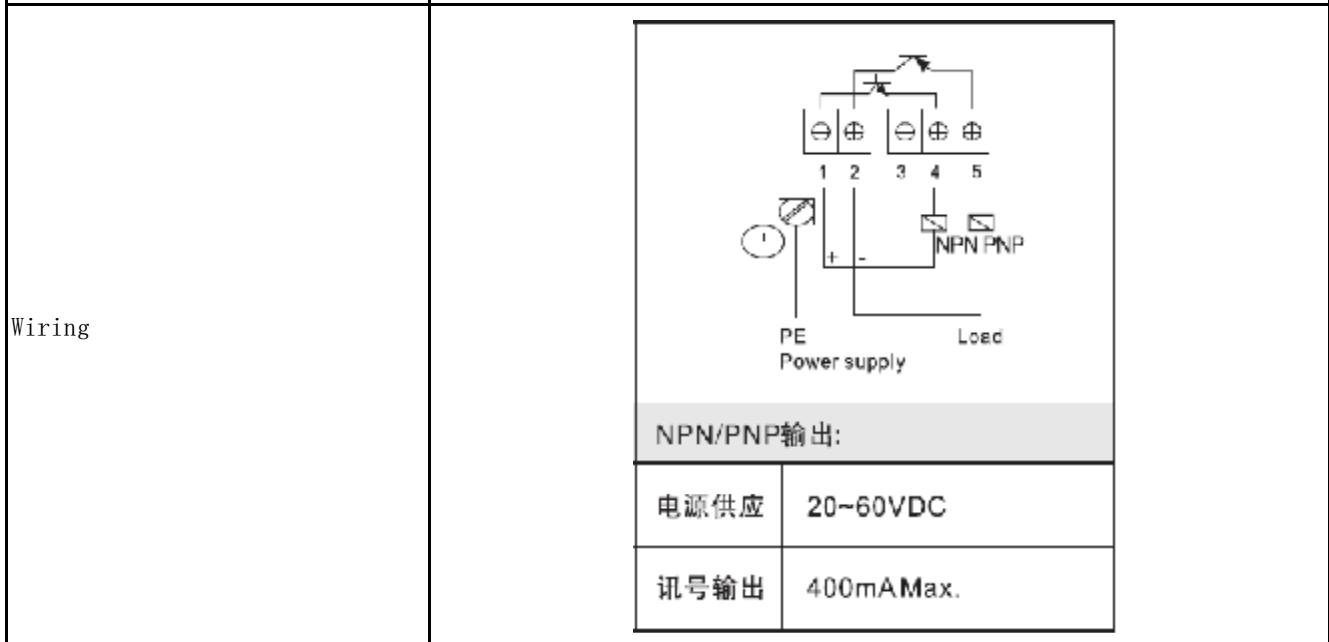 Wiring
1 2 3 4 5
NPN PNP
+ -
PE
Load
Power supply
NPN/PNP输出:
电源供应 20~60VDC
讯号输出 400mAMax.